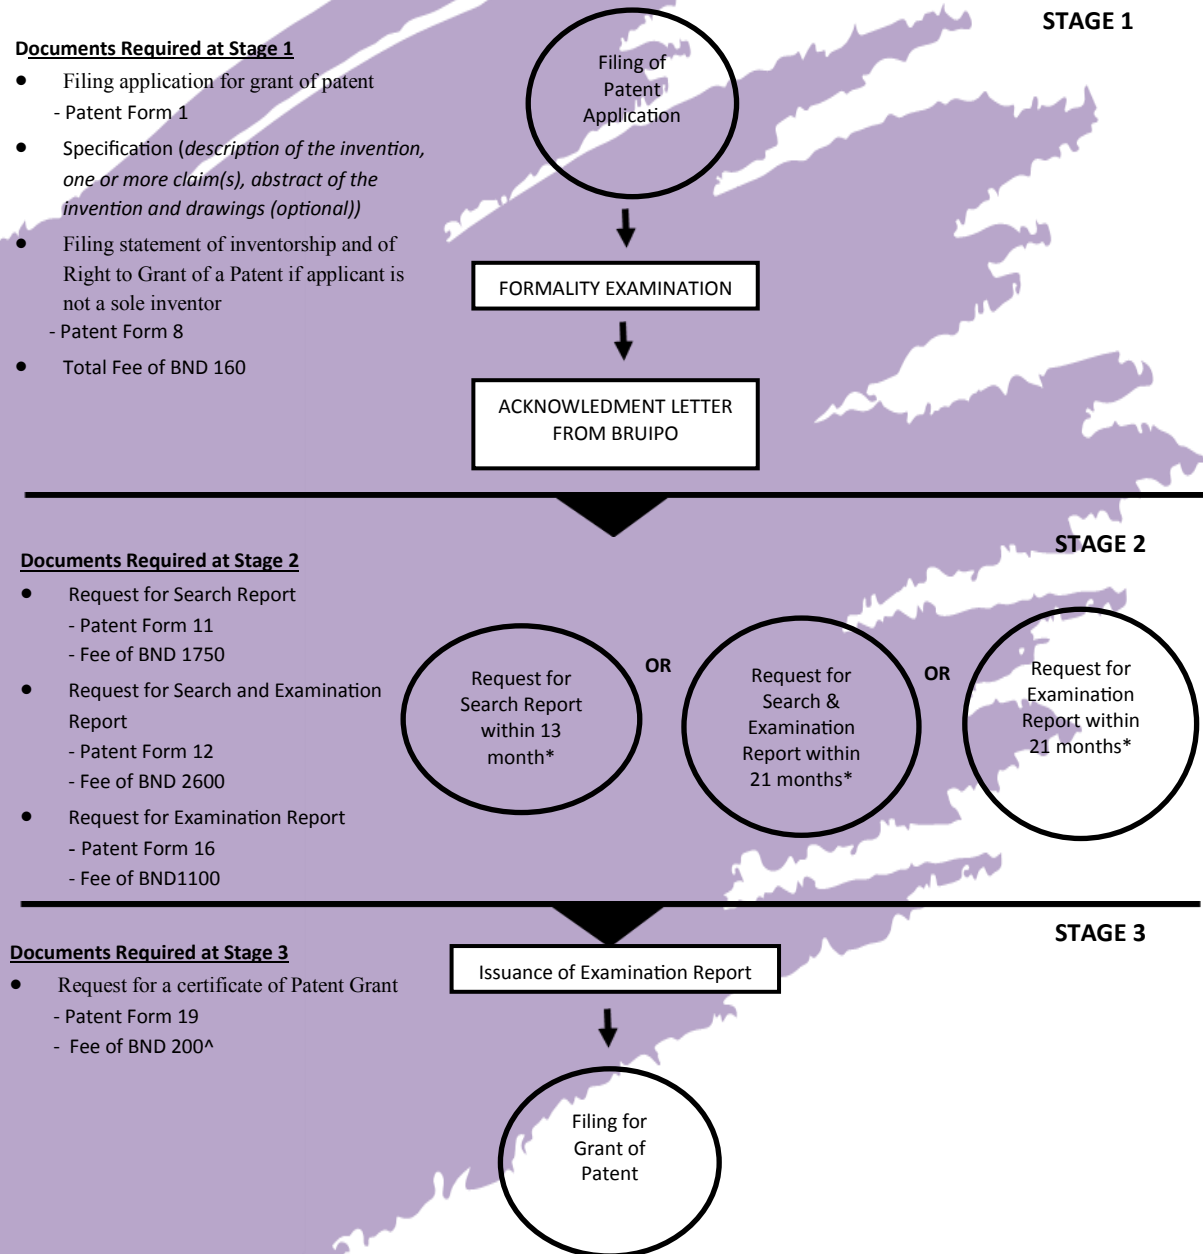 STAGE 1
Documents Required at Stage 1
● Filing application for grant of patent
- Patent Form 1
● Specification (description of the invention,
one or more claim(s), abstract of the
invention and drawings (optional))
● Filing statement of inventorship and of
Right to Grant of a Patent if applicant is
not a sole inventor
- Patent Form 8
● Total Fee of BND 160
Filing of
Patent
Application
FORMALITY EXAMINATION
ACKNOWLEDMENT LETTER
FROM BRUIPO
STAGE 2
Documents Required at Stage 2
● Request for Search Report
- Patent Form 11
- Fee of BND 1750
● Request for Search and Examination
Report
- Patent Form 12
- Fee of BND 2600
● Request for Examination Report
- Patent Form 16
- Fee of BND1100
Request for
Search Report
within 13
month*
OR
Request for
Search &
Examination
Report within
21 months*
OR
Request for
Examination
Report within
21 months*
STAGE 3
Documents Required at Stage 3
● Request for a certificate of Patent Grant
- Patent Form 19
- Fee of BND 200^
Issuance of Examination Report
Filing for
Grant of
Patent